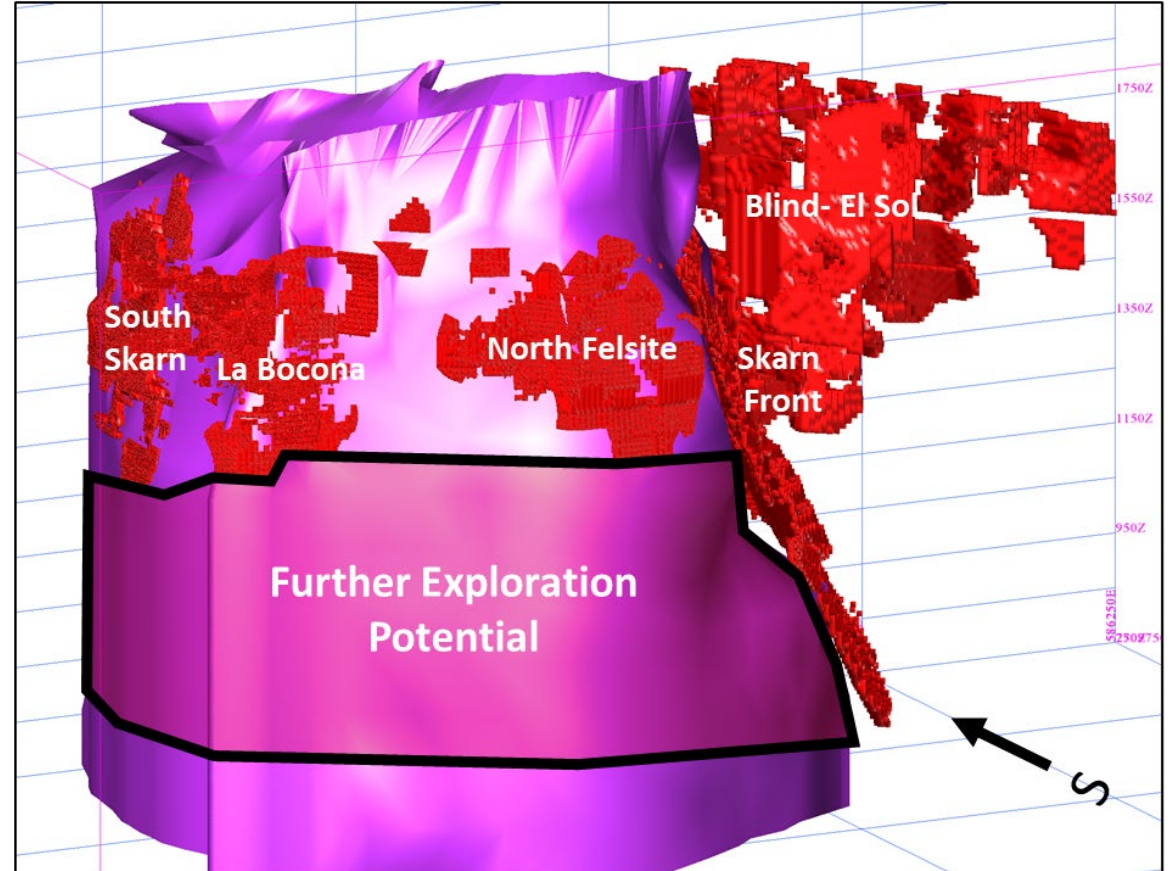 1750Z
Blind- El Sol
1550Z
South
Skarn
1350Z
La Bocona
North Felsite
Skarn
Front
1150Z
950Z
Further Exploration
Potential
586250E
S